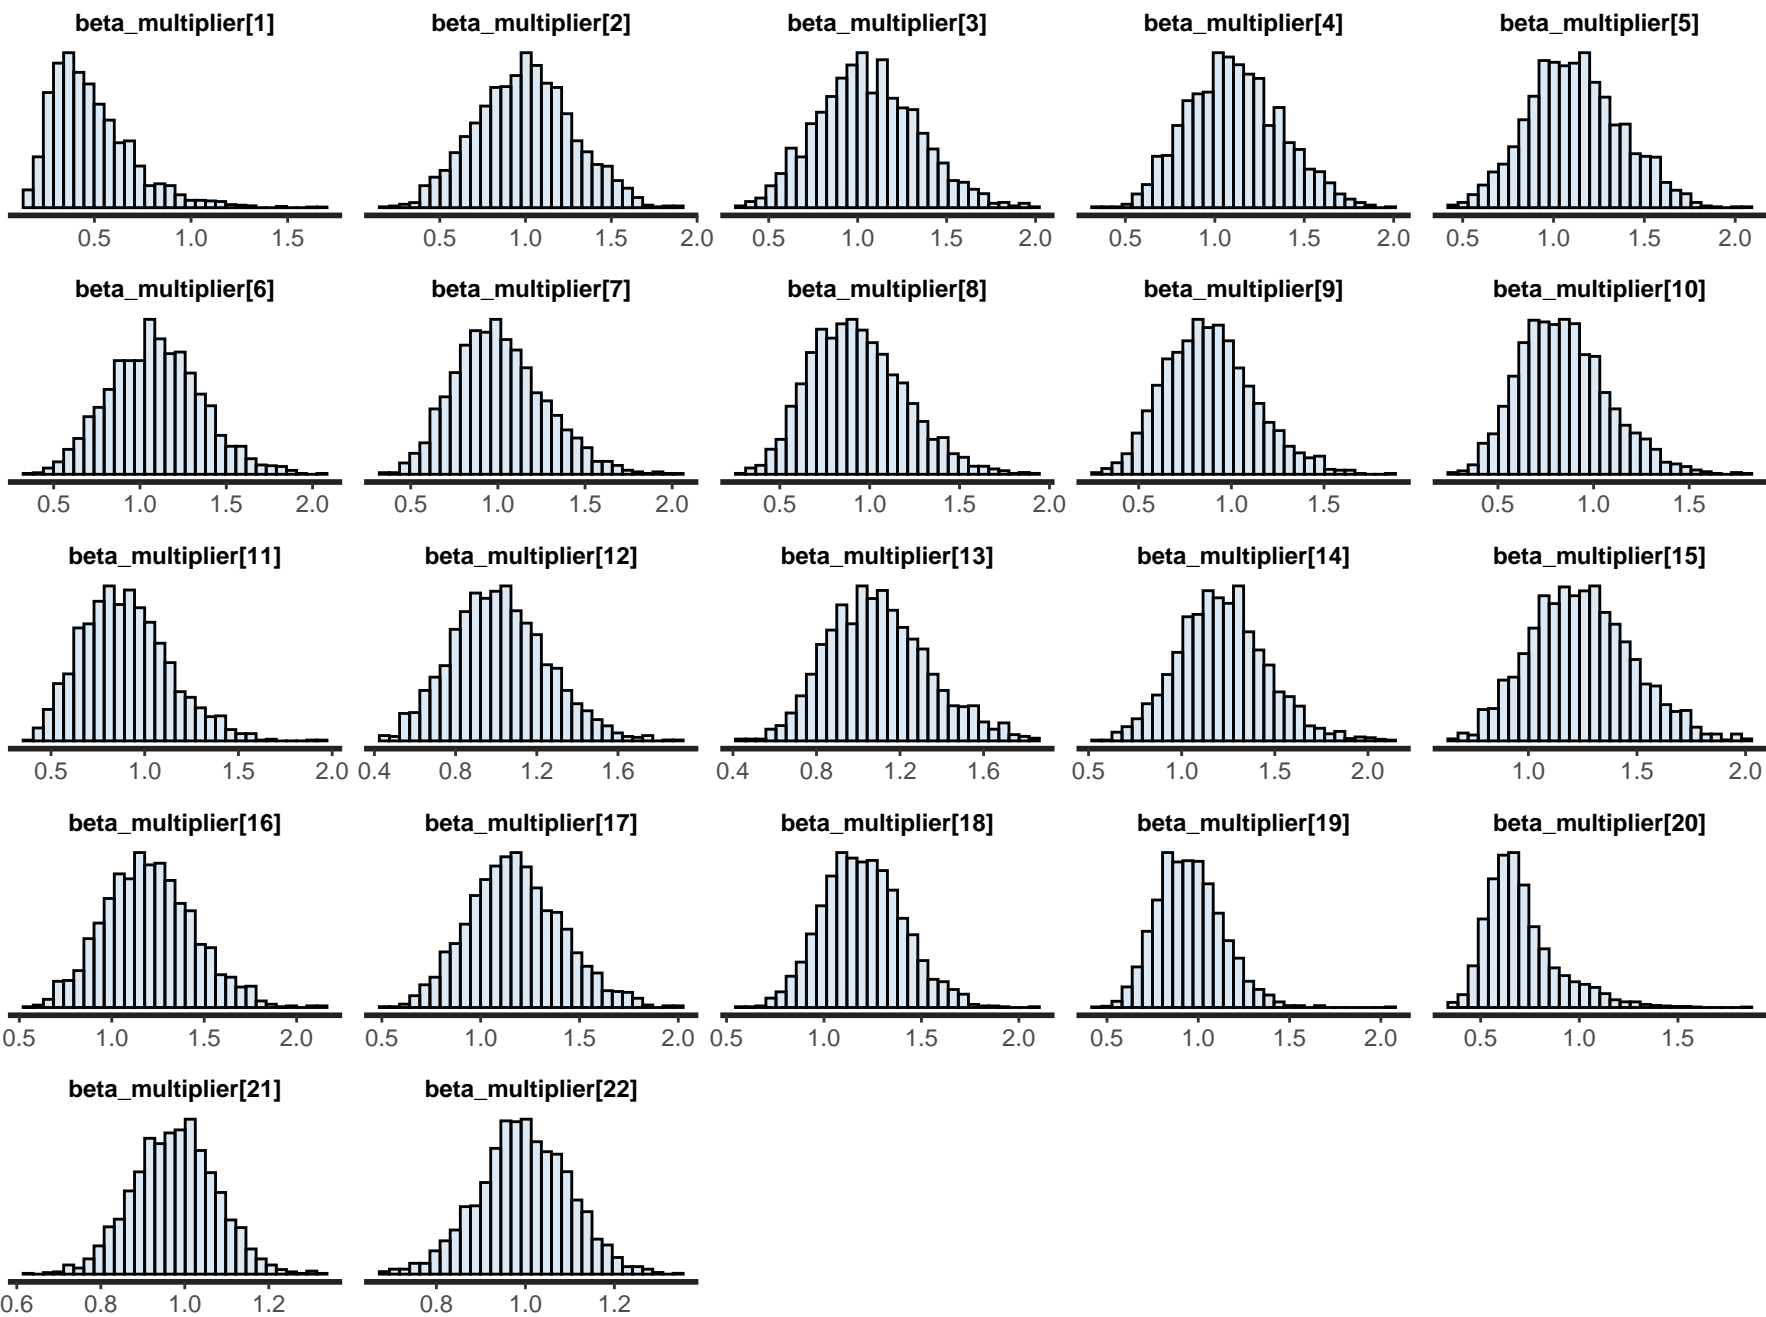 beta_multiplier[1] beta_multiplier[2] beta_multiplier[3] beta_multiplier[4] beta_multiplier[5]
0.5 1.0 1.5 0.5 1.0 1.5 2.0 0.5 1.0 1.5 2.0 0.5 1.0 1.5 2.0 0.5 1.0 1.5 2.0
beta_multiplier[6] beta_multiplier[7] beta_multiplier[8] beta_multiplier[9] beta_multiplier[10]
0.5 1.0 1.5 2.0 0.5 1.0 1.5 2.0 0.5 1.0 1.5 2.0 0.5 1.0 1.5 0.5 1.0 1.5
beta_multiplier[11] beta_multiplier[12] beta_multiplier[13] beta_multiplier[14] beta_multiplier[15]
0.5 1.0 1.5 2.0 0.4 0.8 1.2 1.6 0.4 0.8 1.2 1.6 0.5 1.0 1.5 2.0 1.0 1.5 2.0
beta_multiplier[16] beta_multiplier[17] beta_multiplier[18] beta_multiplier[19] beta_multiplier[20]
0.5 1.0 1.5 2.0 0.5 1.0 1.5 2.0 0.5 1.0 1.5 2.0 0.5 1.0 1.5 2.0 0.5 1.0 1.5
beta_multiplier[21] beta_multiplier[22]
0.6 0.8 1.0 1.2 0.8 1.0 1.2